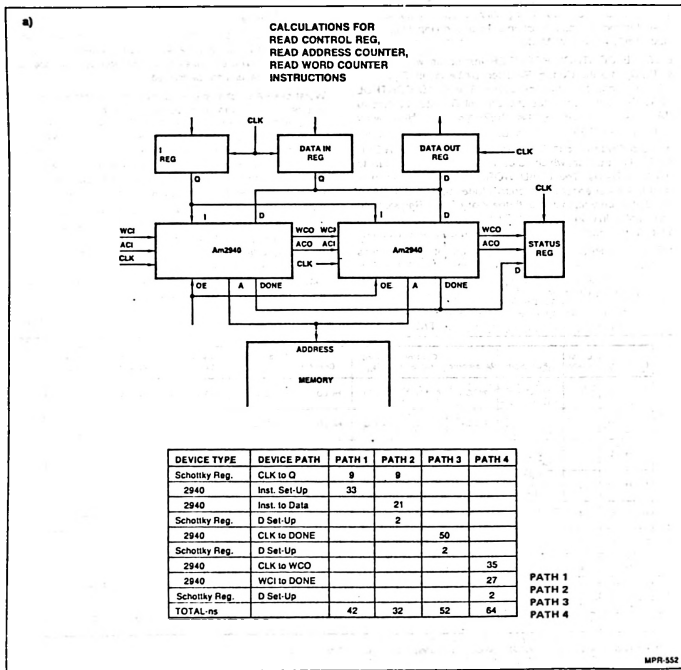 a)
CALCULATIONS FOR
READ CONTROL REG,
READ ADDRESS COUNTER,
READ WORD COUNTER
INSTRUCTIONS
CLK
I
REG
DATA IN
REG
DATA OUT
REG
CLK
Q
Q
D
CLK
I
D
I
D
WCI
ACI
CLK
Am2940
WCO
WCI
ACO
ACI
CLK
Am2940
WCO
ACO
STATUS
REG
D
OE
A
DONE
OE
A
DONE
ADDRESS
MEMORY
DEVICE TYPE DEVICE PATH PATH 1 PATH 2 PATH 3 PATH 4
Schottky Reg. CLK to Q 9 9
2940 Inst. Set-Up 33
2940 Inst. to Data 21
Schottky Reg. D Set-Up 2
2940 CLK to DONE 50
Schottky Reg. D Set-Up 2
2940 CLK to WCO 35
2940 WCI to DONE 27
Schottky Reg. D Set-Up 2
TOTAL-ns 42 32 52 64
PATH 1
PATH 2
PATH 3
PATH 4
MPR-552